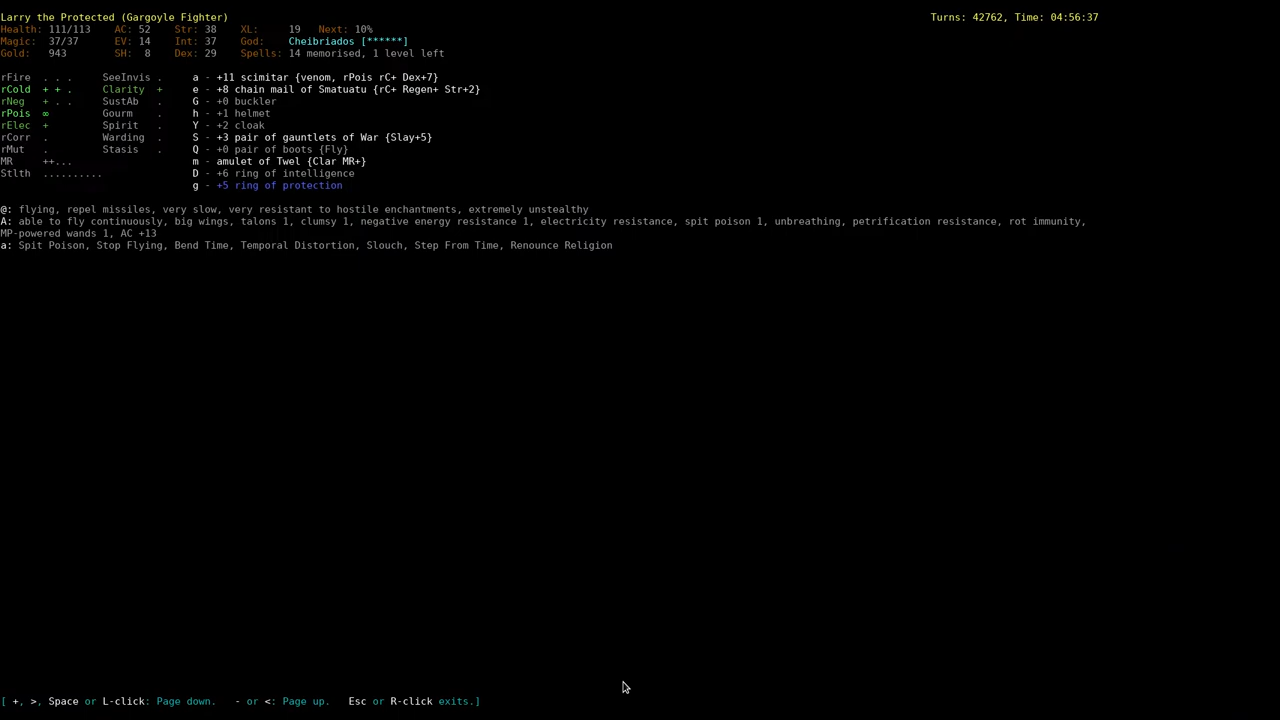 Larry the Protected (Gargoyle Fighter) Turns: 42762, Time: 04:56:37
Health: 111/113 AC: 52 Str: 38 XL: 19 Next: 10%
Magic: 37/37 EV: 14 Int: 37 God: Cheibriados [******]
Gold: 943 SH: 8 Dex: 29 Spells: 14 memorised, 1 level left
rFire . . . SeeInvis . a - +11 scimitar {venom, rPois rC+ Dex+7}
rCold + + . Clarity + e - +8 chain mail of Smatuatu {rC+ Regen+ Str+2}
rNeg + . . SustAb . G - +0 buckler
rPois ∞ Gourm . h - +1 helmet
rElec + Spirit . Y - +2 cloak
rCorr . Warding . S - +3 pair of gauntlets of War {Slay+5}
rMut . Stasis . Q - +0 pair of boots {Fly}
MR ++... m - amulet of Twel {Clar MR+}
Stlth .......... D - +6 ring of intelligence
g - +5 ring of protection
@: flying, repel missiles, very slow, very resistant to hostile enchantments, extremely unstealthy
A: able to fly continuously, big wings, talons 1, clumsy 1, negative energy resistance 1, electricity resistance, spit poison 1, unbreathing, petrification resistance, rot immunity,
MP-powered wands 1, AC +13
a: Spit Poison, Stop Flying, Bend Time, Temporal Distortion, Slouch, Step From Time, Renounce Religion
[ +, >, Space or L-click: Page down. - or <: Page up. Esc or R-click exits.]